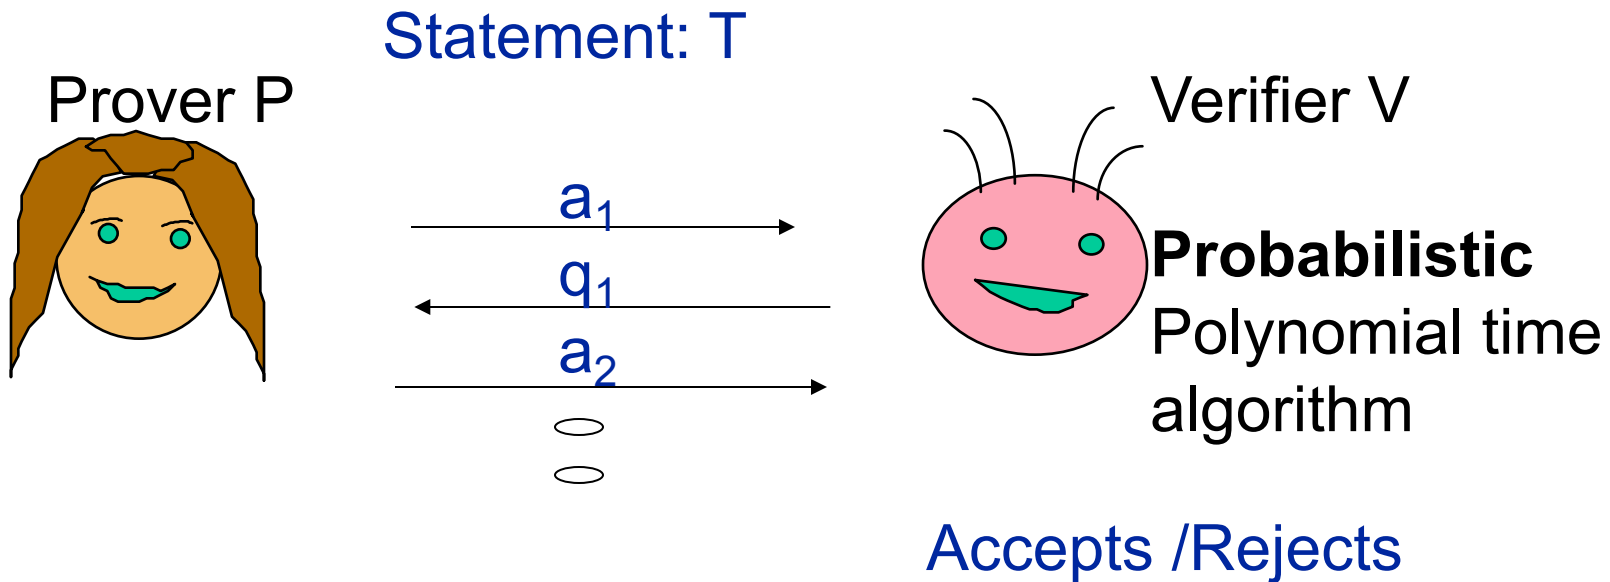 Statement: T
Prover P
Verifier V
a₁
q₁
a₂
Probabilistic
Polynomial time
algorithm
Accepts /Rejects